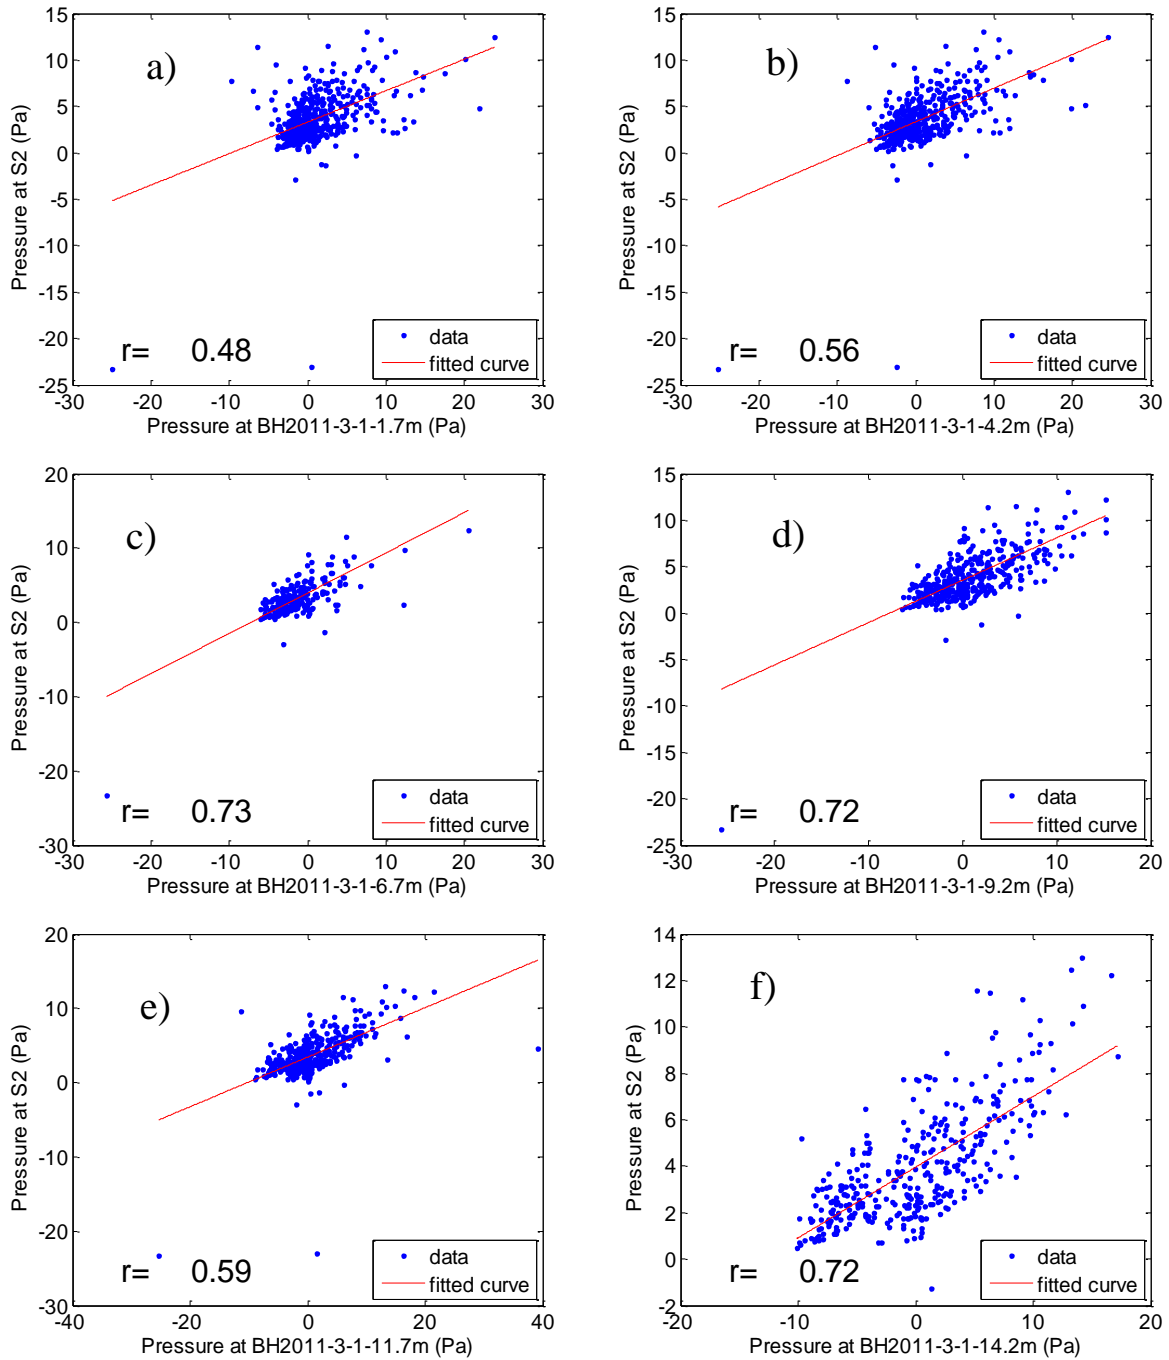 15
10
5
0
-5
-10
-15
-20
-25
Pressure at S2 (Pa)
a)
r= 0.48
data
fitted curve
-30 -20 -10 0 10 20 30
Pressure at BH2011-3-1-1.7m (Pa)
15
10
5
0
-5
-10
-15
-20
-25
Pressure at S2 (Pa)
b)
r= 0.56
data
fitted curve
-30 -20 -10 0 10 20 30
Pressure at BH2011-3-1-4.2m (Pa)
20
10
0
-10
-20
-30
Pressure at S2 (Pa)
c)
r= 0.73
data
fitted curve
-30 -20 -10 0 10 20 30
Pressure at BH2011-3-1-6.7m (Pa)
15
10
5
0
-5
-10
-15
-20
-25
Pressure at S2 (Pa)
d)
r= 0.72
data
fitted curve
-30 -20 -10 0 10 20
Pressure at BH2011-3-1-9.2m (Pa)
20
10
0
-10
-20
-30
Pressure at S2 (Pa)
e)
r= 0.59
data
fitted curve
-40 -20 0 20 40
Pressure at BH2011-3-1-11.7m (Pa)
14
12
10
8
6
4
2
0
-2
Pressure at S2 (Pa)
f)
r= 0.72
data
fitted curve
-20 -10 0 10 20
Pressure at BH2011-3-1-14.2m (Pa)